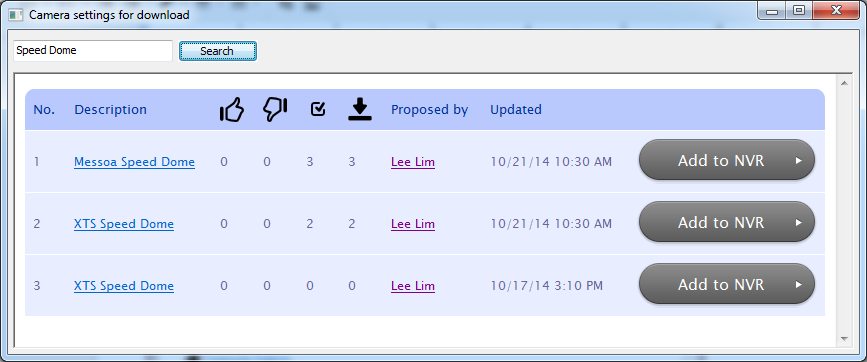 Camera settings for download
Speed Dome Search
No. Description Proposed by Updated
1 Messoa Speed Dome 0 0 3 3 Lee Lim 10/21/14 10:30 AM Add to NVR
2 XTS Speed Dome 0 0 2 2 Lee Lim 10/21/14 10:30 AM Add to NVR
3 XTS Speed Dome 0 0 0 0 Lee Lim 10/17/14 3:10 PM Add to NVR